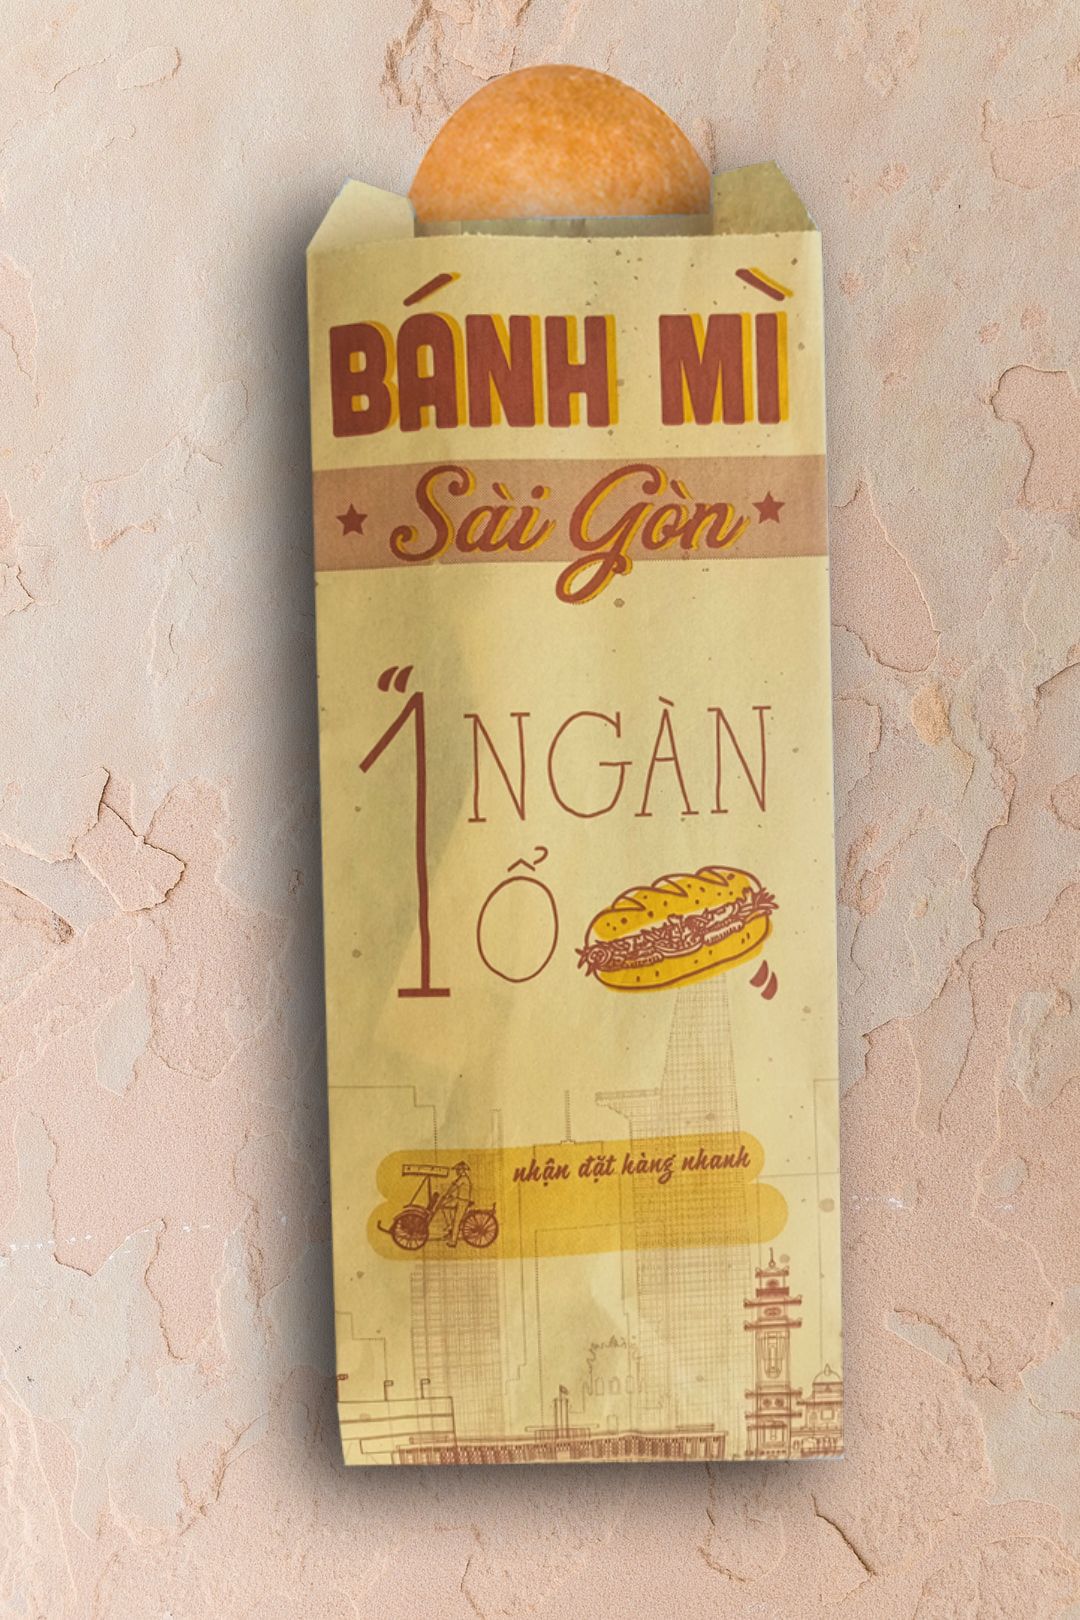 BÁNH MÌ
Sài Gòn
“1 NGÀN
Ổ ”
nhận đặt hàng nhanh